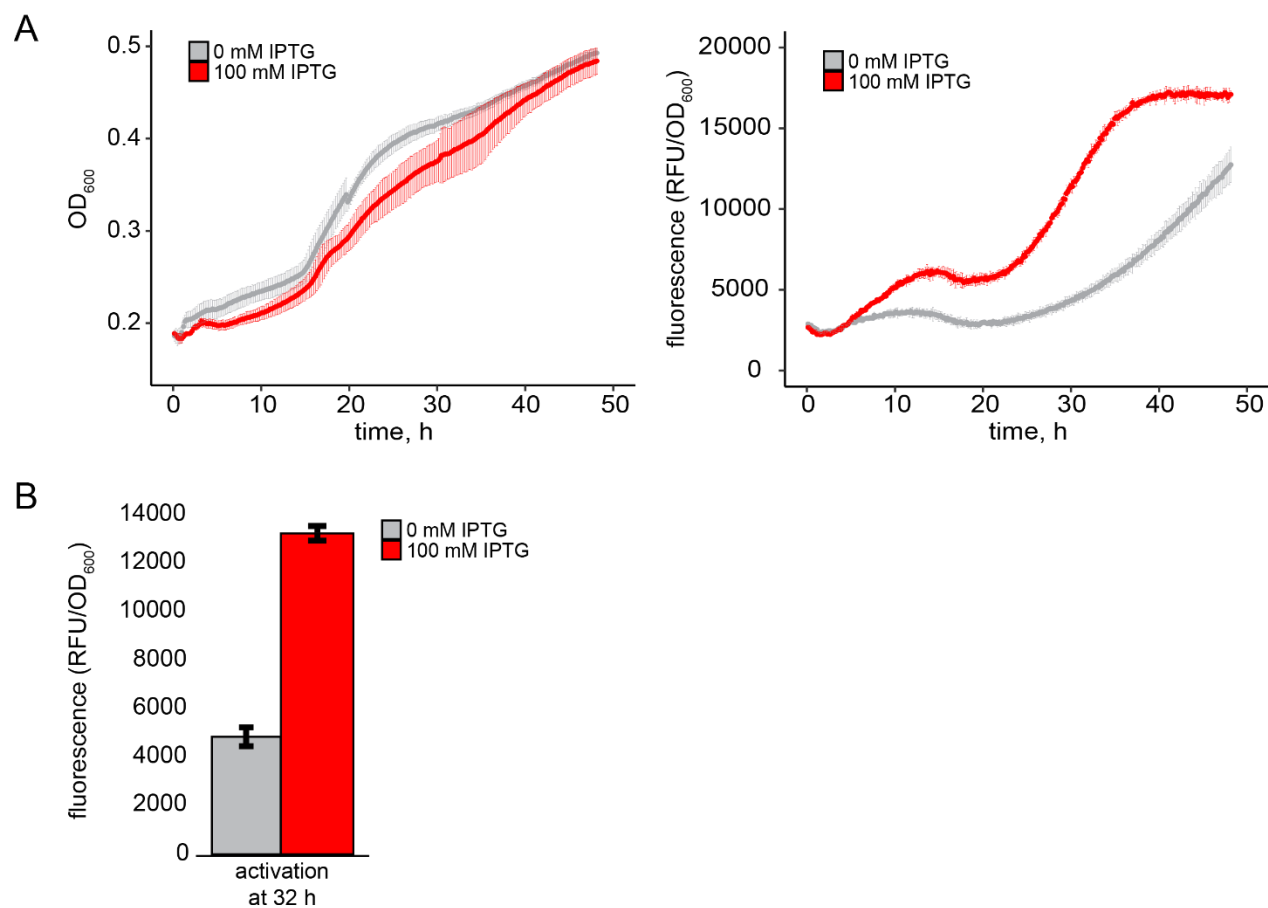 A
0 mM IPTG
100 mM IPTG
OD600
0.5
0.4
0.3
0.2
0 10 20 30 40 50
time, h
0 mM IPTG
100 mM IPTG
fluorescence (RFU/OD600)
20000
15000
10000
5000
0
0 10 20 30 40 50
time, h
B
0 mM IPTG
100 mM IPTG
fluorescence (RFU/OD600)
14000
12000
10000
8000
6000
4000
2000
0
activation
at 32 h